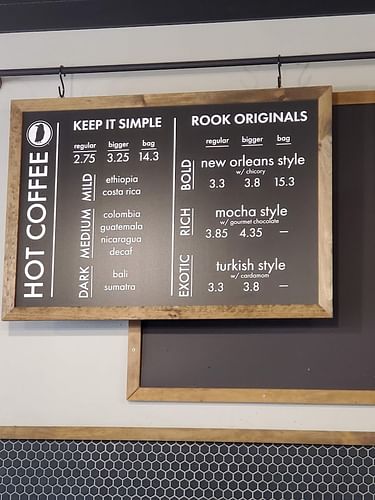 HOT COFFEE
KEEP IT SIMPLE
regular bigger bag
2.75 3.25 14.3
MILD
ethiopia
costa rica
MEDIUM
colombia
guatemala
nicaragua
decaf
DARK
bali
sumatra
ROOK ORIGINALS
regular bigger bag
BOLD
new orleans style
w/ chicory
3.3 3.8 15.3
RICH
mocha style
w/ gourmet chocolate
3.85 4.35 —
EXOTIC
turkish style
w/ cardamom
3.3 3.8 —